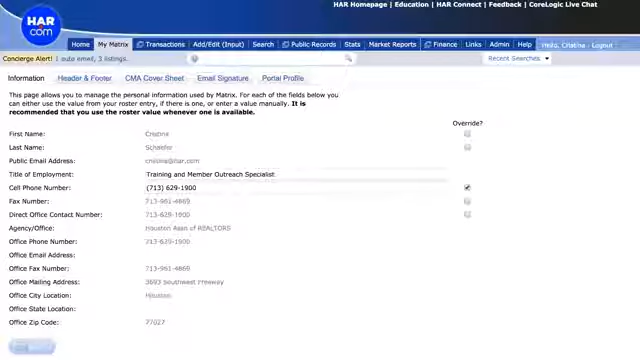 HAR Homepage | Education | HAR Connect | Feedback | CoreLogic Live Chat
HAR
com
Home
My Matrix
Transactions
Add/Edit (Input)
Search
Public Records
Stats
Market Reports
Finance
Links
Admin
Help
Hello, Cristina - Logout
Concierge Alert! 1 auto email, 3 listings.
Recent Searches
Information
Header & Footer
CMA Cover Sheet
Email Signature
Portal Profile
This page allows you to manage the personal information used by Matrix. For each of the fields below you
can either use the value from your roster entry, if there is one, or enter a value manually. It is
recommended that you use the roster value whenever one is available.
Override?
First Name: Cristina
Last Name: Schaefer
Public Email Address: cristina@har.com
Title of Employment: Training and Member Outreach Specialist
Cell Phone Number: (713) 629-1900
Fax Number: 713-961-4869
Direct Office Contact Number: 713-629-1900
Agency/Office: Houston Assn of REALTORS
Office Phone Number: 713-629-1900
Office Email Address:
Office Fax Number: 713-961-4869
Office Mailing Address: 3693 Southwest Freeway
Office City Location: Houston
Office State Location:
Office Zip Code: 77027